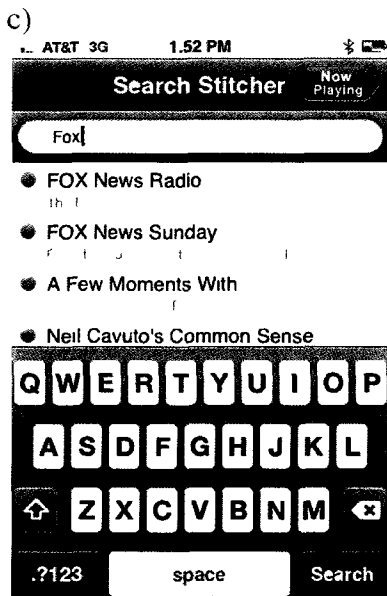 c)
AT&T 3G 1.52 PM
Search Stitcher Now Playing
Fox
FOX News Radio
FOX News Sunday
A Few Moments With
Neil Cavuto's Common Sense
Q W E R T Y U I O P
A S D F G H J K L
Z X C V B N M
.?123 space Search